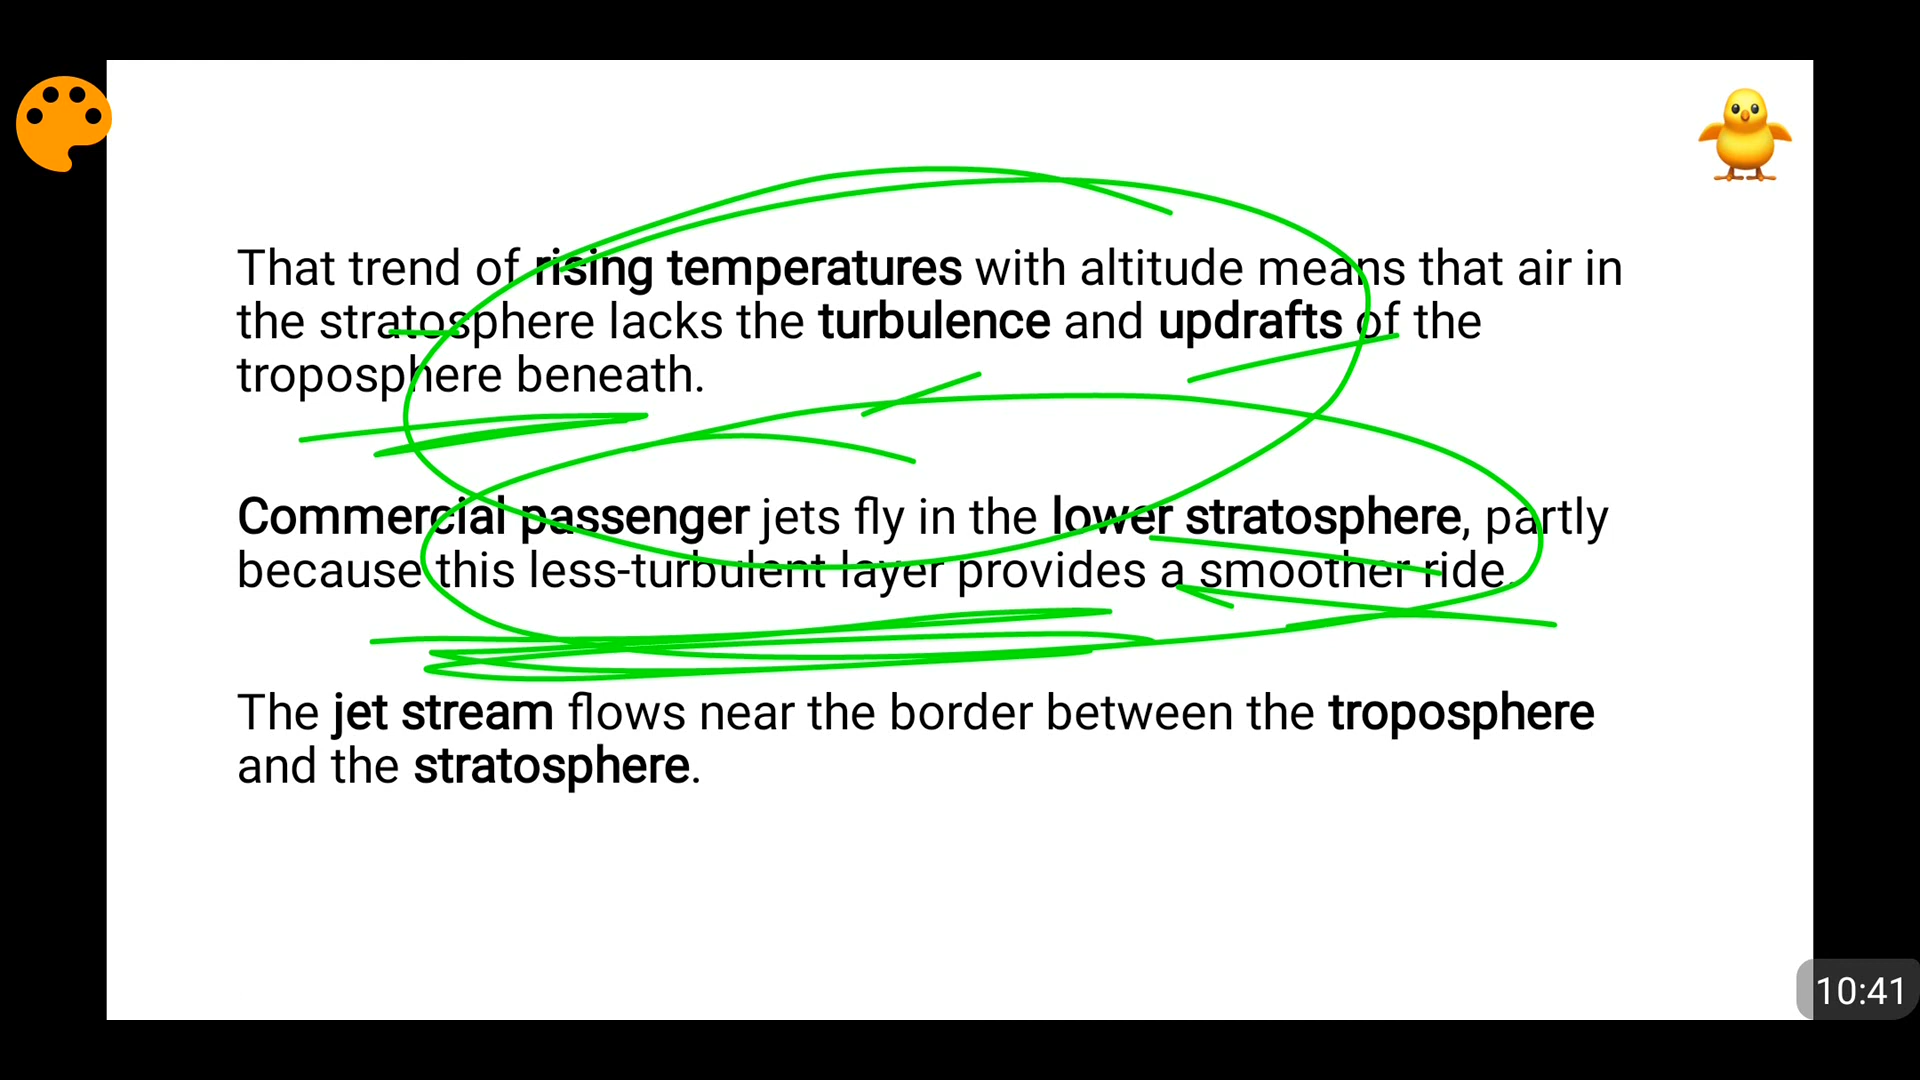 That trend of rising temperatures with altitude means that air in
the stratosphere lacks the turbulence and updrafts of the
troposphere beneath.
Commercial passenger jets fly in the lower stratosphere, partly
because this less-turbulent layer provides a smoother ride.
The jet stream flows near the border between the troposphere
and the stratosphere.
10:41